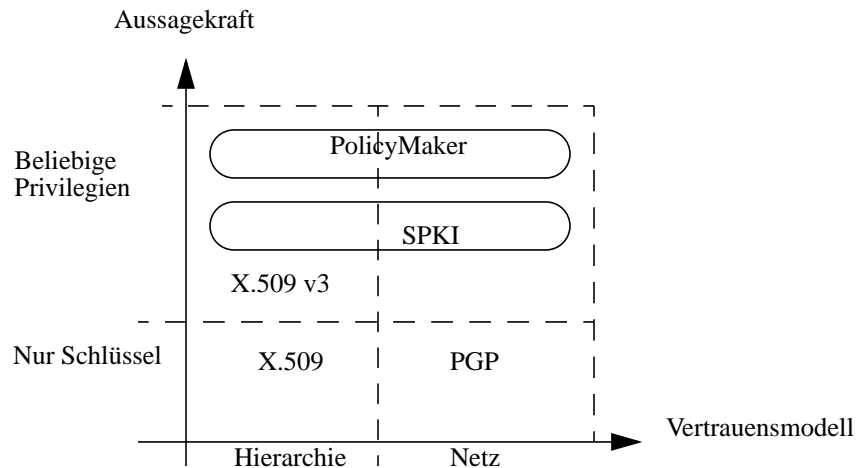 Aussagekraft
PolicyMaker
Beliebige
Privilegien
SPKI
X.509 v3
Nur Schlüssel
X.509
PGP
Vertrauensmodell
Hierarchie
Netz